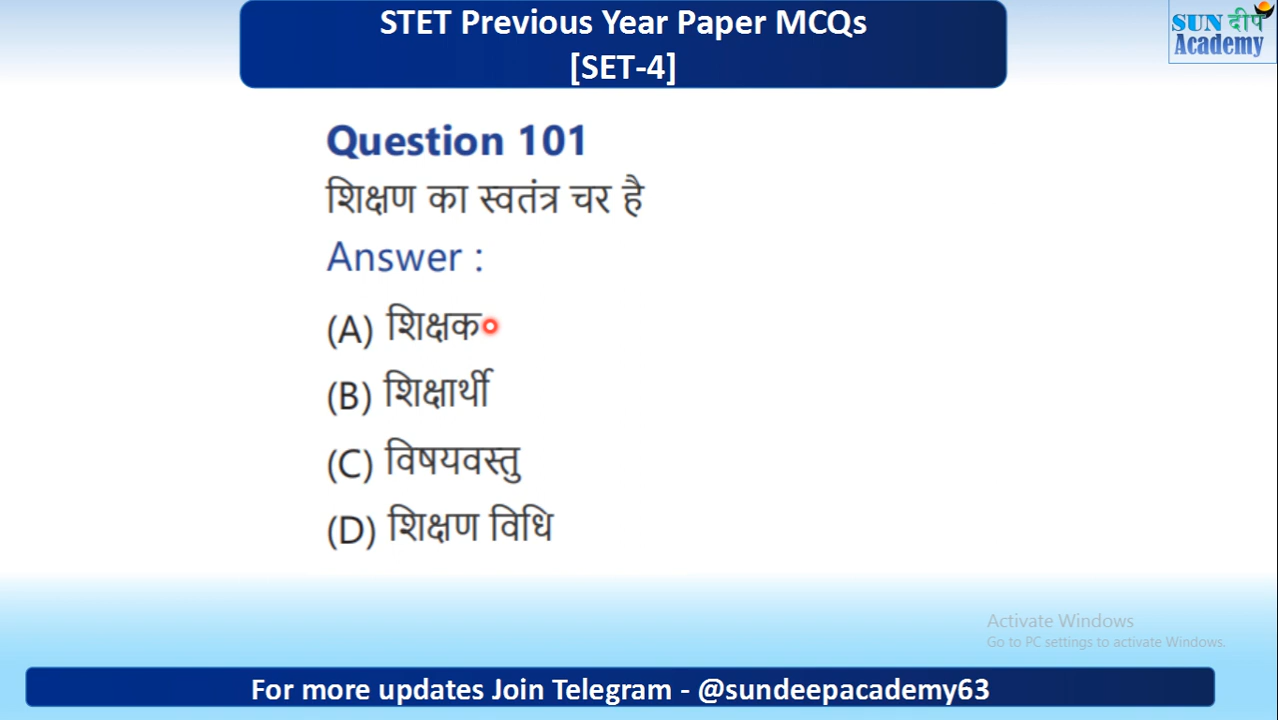 STET Previous Year Paper MCQs
[SET-4]
SUN दीप
Academy
Question 101
शिक्षण का स्वतंत्र चर है
Answer :
(A) शिक्षक
(B) शिक्षार्थी
(C) विषयवस्तु
(D) शिक्षण विधि
Activate Windows
Go to PC settings to activate Windows.
For more updates Join Telegram - @sundeepacademy63